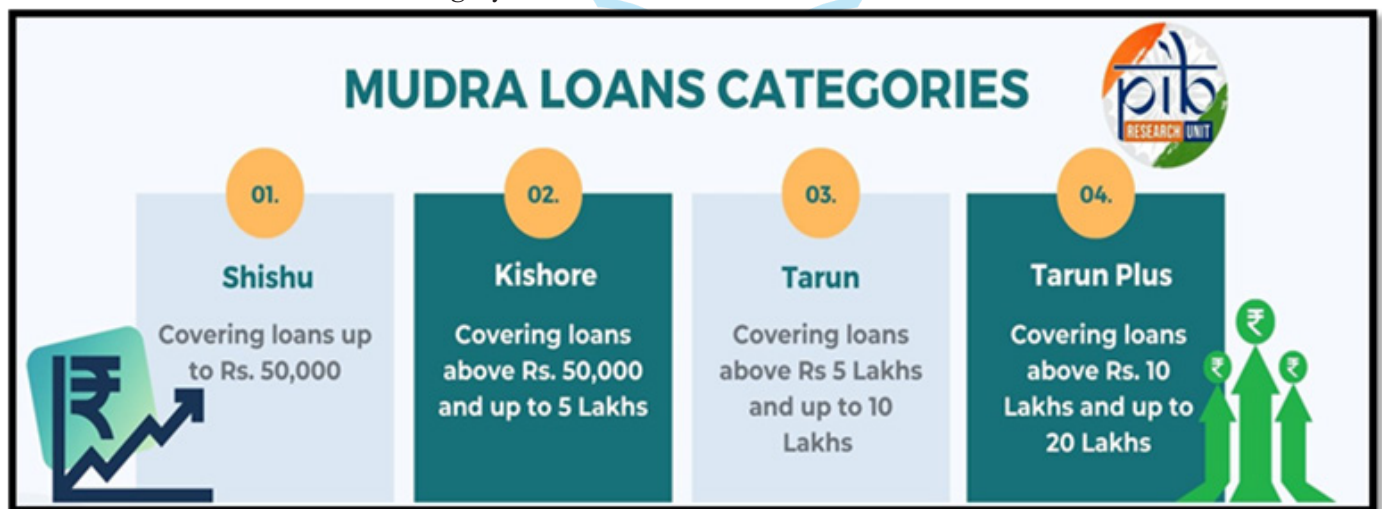 MUDRA LOANS CATEGORIES
pib
RESEARCH UNIT
01.
Shishu
Covering loans up
to Rs. 50,000
02.
Kishore
Covering loans
above Rs. 50,000
and up to 5 Lakhs
03.
Tarun
Covering loans
above Rs 5 Lakhs
and up to 10
Lakhs
04.
Tarun Plus
Covering loans
above Rs. 10
Lakhs and up to
20 Lakhs
₹
₹
₹
₹